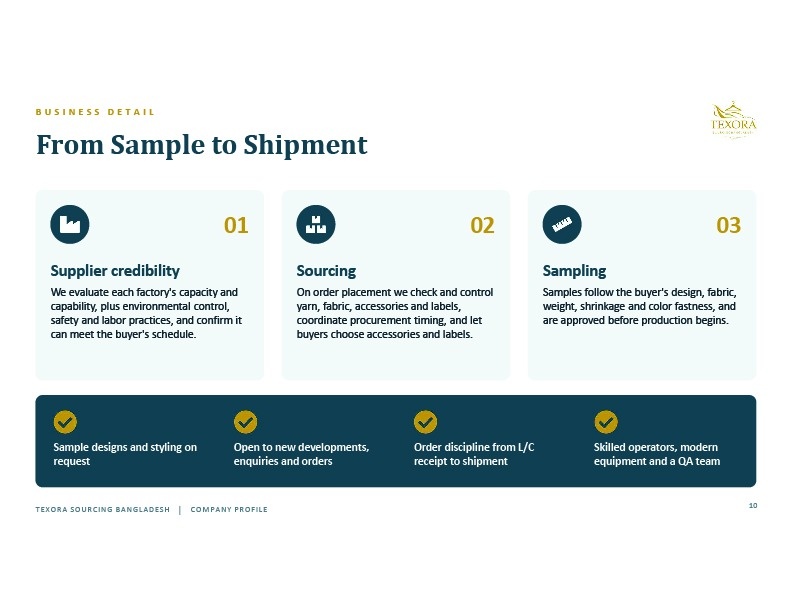 BUSINESS DETAIL
From Sample to Shipment
TEXORA
01
Supplier credibility
We evaluate each factory's capacity and
capability, plus environmental control,
safety and labor practices, and confirm it
can meet the buyer's schedule.
02
Sourcing
On order placement we check and control
yarn, fabric, accessories and labels,
coordinate procurement timing, and let
buyers choose accessories and labels.
03
Sampling
Samples follow the buyer's design, fabric,
weight, shrinkage and color fastness, and
are approved before production begins.
Sample designs and styling on
request
Open to new developments,
enquiries and orders
Order discipline from L/C
receipt to shipment
Skilled operators, modern
equipment and a QA team
TEXORA SOURCING BANGLADESH | COMPANY PROFILE
10